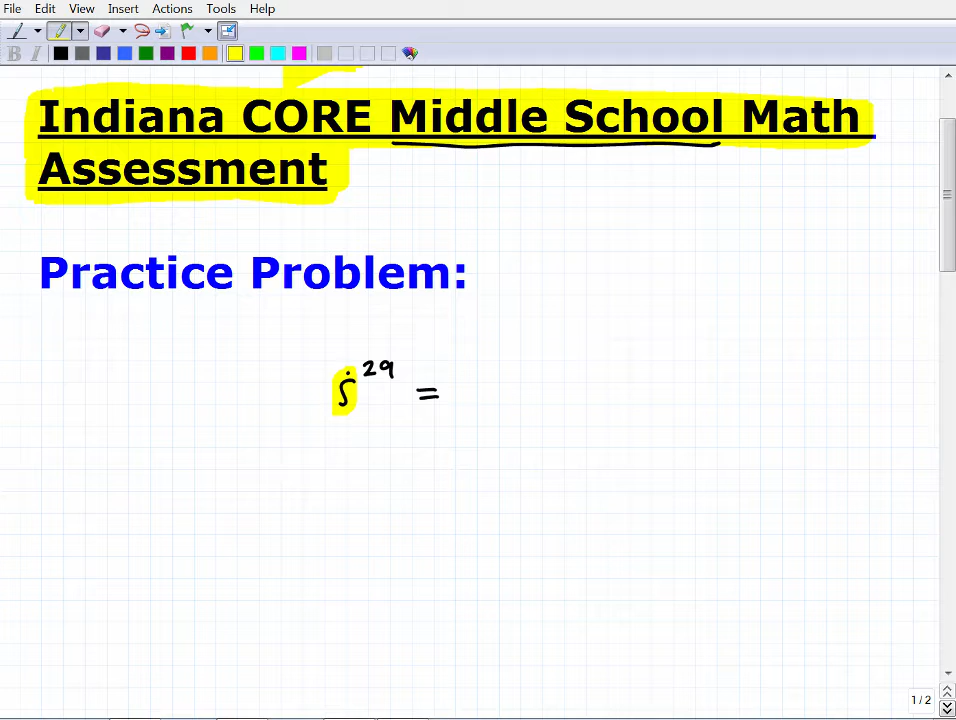 File Edit View Insert Actions Tools Help
B I
Indiana CORE Middle School Math
Assessment
Practice Problem:
i²⁹ =
1 / 2